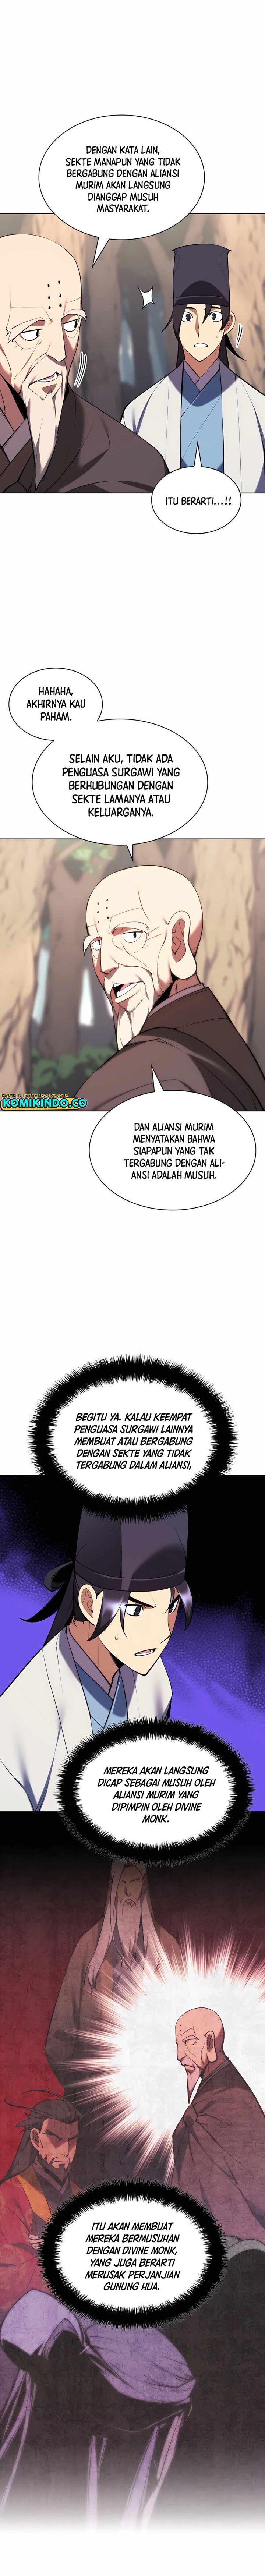 DENGAN KATA LAIN,
SEKTE MANAPUN YANG TIDAK
BERGABUNG DENGAN ALIANSI
MURIM AKAN LANGSUNG
DIANGGAP MUSUH
MASYARAKAT.
ITU BERARTI...!!
HAHAHA,
AKHIRNYA KAU
PAHAM.
SELAIN AKU, TIDAK ADA
PENGUASA SURGAWI YANG
BERHUBUNGAN DENGAN
SEKTE LAMANYA ATAU
KELUARGANYA.
KOMIKINDO.CO
DAN ALIANSI MURIM
MENYATAKAN BAHWA
SIAPAPUN YANG TAK
TERGABUNG DENGAN ALI-
ANSI ADALAH MUSUH.
BEGITU YA. KALAU KEEMPAT
PENGUASA SURGAWI LAINNYA
MEMBUAT ATAU BERGABUNG
DENGAN SEKTE YANG TIDAK
TERGABUNG DALAM ALIANSI,
MEREKA AKAN LANGSUNG
DICAP SEBAGAI MUSUH OLEH
ALIANSI MURIM YANG
DIPIMPIN OLEH DIVINE
MONK.
ITU AKAN MEMBUAT
MEREKA BERMUSUHAN
DENGAN DIVINE MONK,
YANG JUGA BERARTI
MERUSAK PERJANJIAN
GUNUNG HUA.